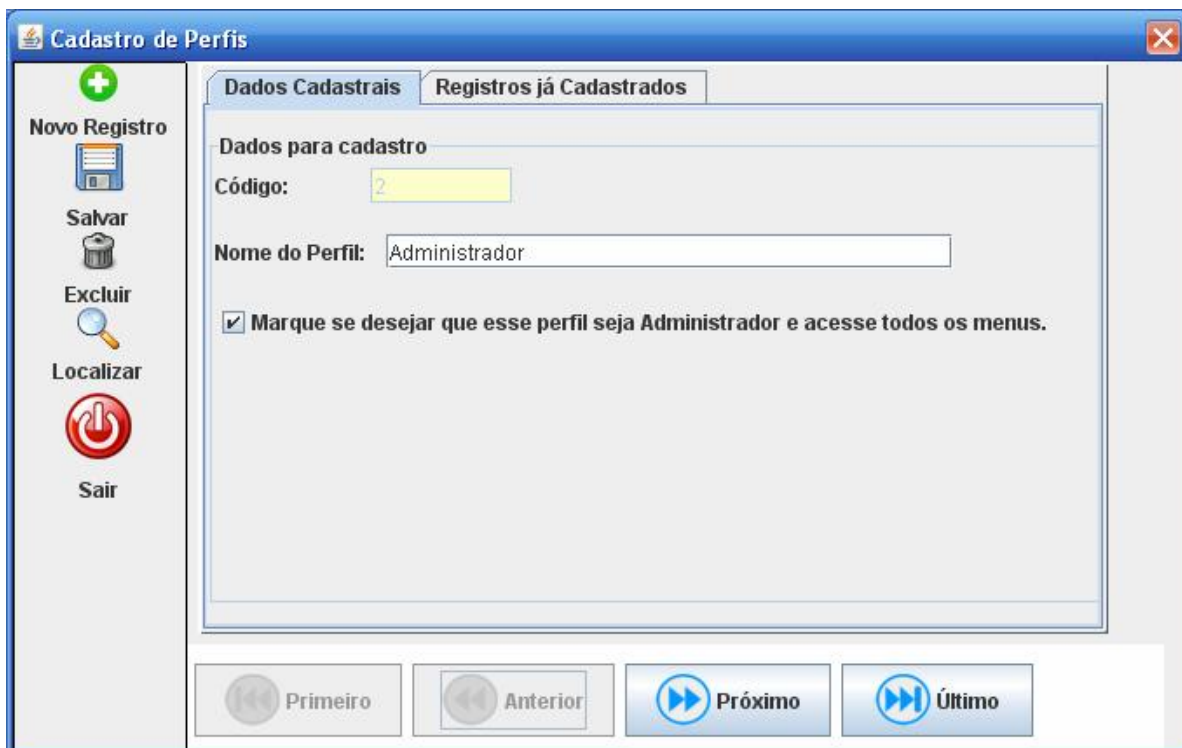 Cadastro de Perfis
Novo Registro
Salvar
Excluir
Localizar
Sair
Dados Cadastrais
Registros já Cadastrados
Dados para cadastro
Código: 2
Nome do Perfil: Administrador
Marque se desejar que esse perfil seja Administrador e acesse todos os menus.
Primeiro
Anterior
Próximo
Último